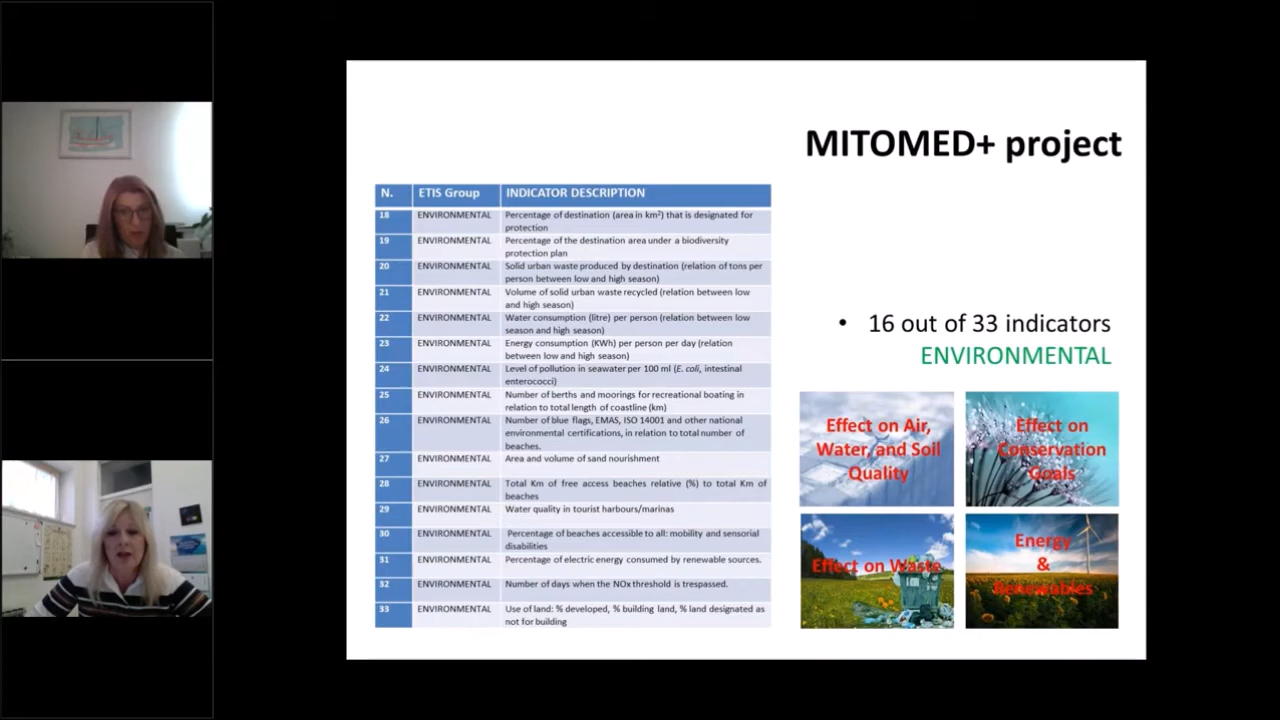 MITOMED+ project
N. ETIS Group INDICATOR DESCRIPTION
18 ENVIRONMENTAL Percentage of destination (area in km²) that is designated for
protection
19 ENVIRONMENTAL Percentage of the destination area under a biodiversity
protection plan
20 ENVIRONMENTAL Solid urban waste produced by destination (relation of tons per
person between low and high season)
21 ENVIRONMENTAL Volume of solid urban waste recycled (relation between low
and high season)
22 ENVIRONMENTAL Water consumption (litre) per person (relation between low
season and high season)
23 ENVIRONMENTAL Energy consumption (KWh) per person per day (relation
between low and high season)
24 ENVIRONMENTAL Level of pollution in seawater per 100 ml (E. coli, intestinal
enterococci)
25 ENVIRONMENTAL Number of berths and moorings for recreational boating in
relation to total length of coastline (km)
26 ENVIRONMENTAL Number of blue flags, EMAS, ISO 14001 and other national
environmental certifications, in relation to total number of
beaches.
27 ENVIRONMENTAL Area and volume of sand nourishment
28 ENVIRONMENTAL Total Km of free access beaches relative (%) to total Km of
beaches
29 ENVIRONMENTAL Water quality in tourist harbours/marinas
30 ENVIRONMENTAL Percentage of beaches accessible to all: mobility and sensorial
disabilities
31 ENVIRONMENTAL Percentage of electric energy consumed by renewable sources.
32 ENVIRONMENTAL Number of days when the NOx threshold is trespassed.
33 ENVIRONMENTAL Use of land: % developed, % building land, % land designated as
not for building
• 16 out of 33 indicators
ENVIRONMENTAL
Effect on Air,
Water, and Soil
Quality
Effect on
Conservation
Goals
Effect on Waste
Energy
&
Renewables